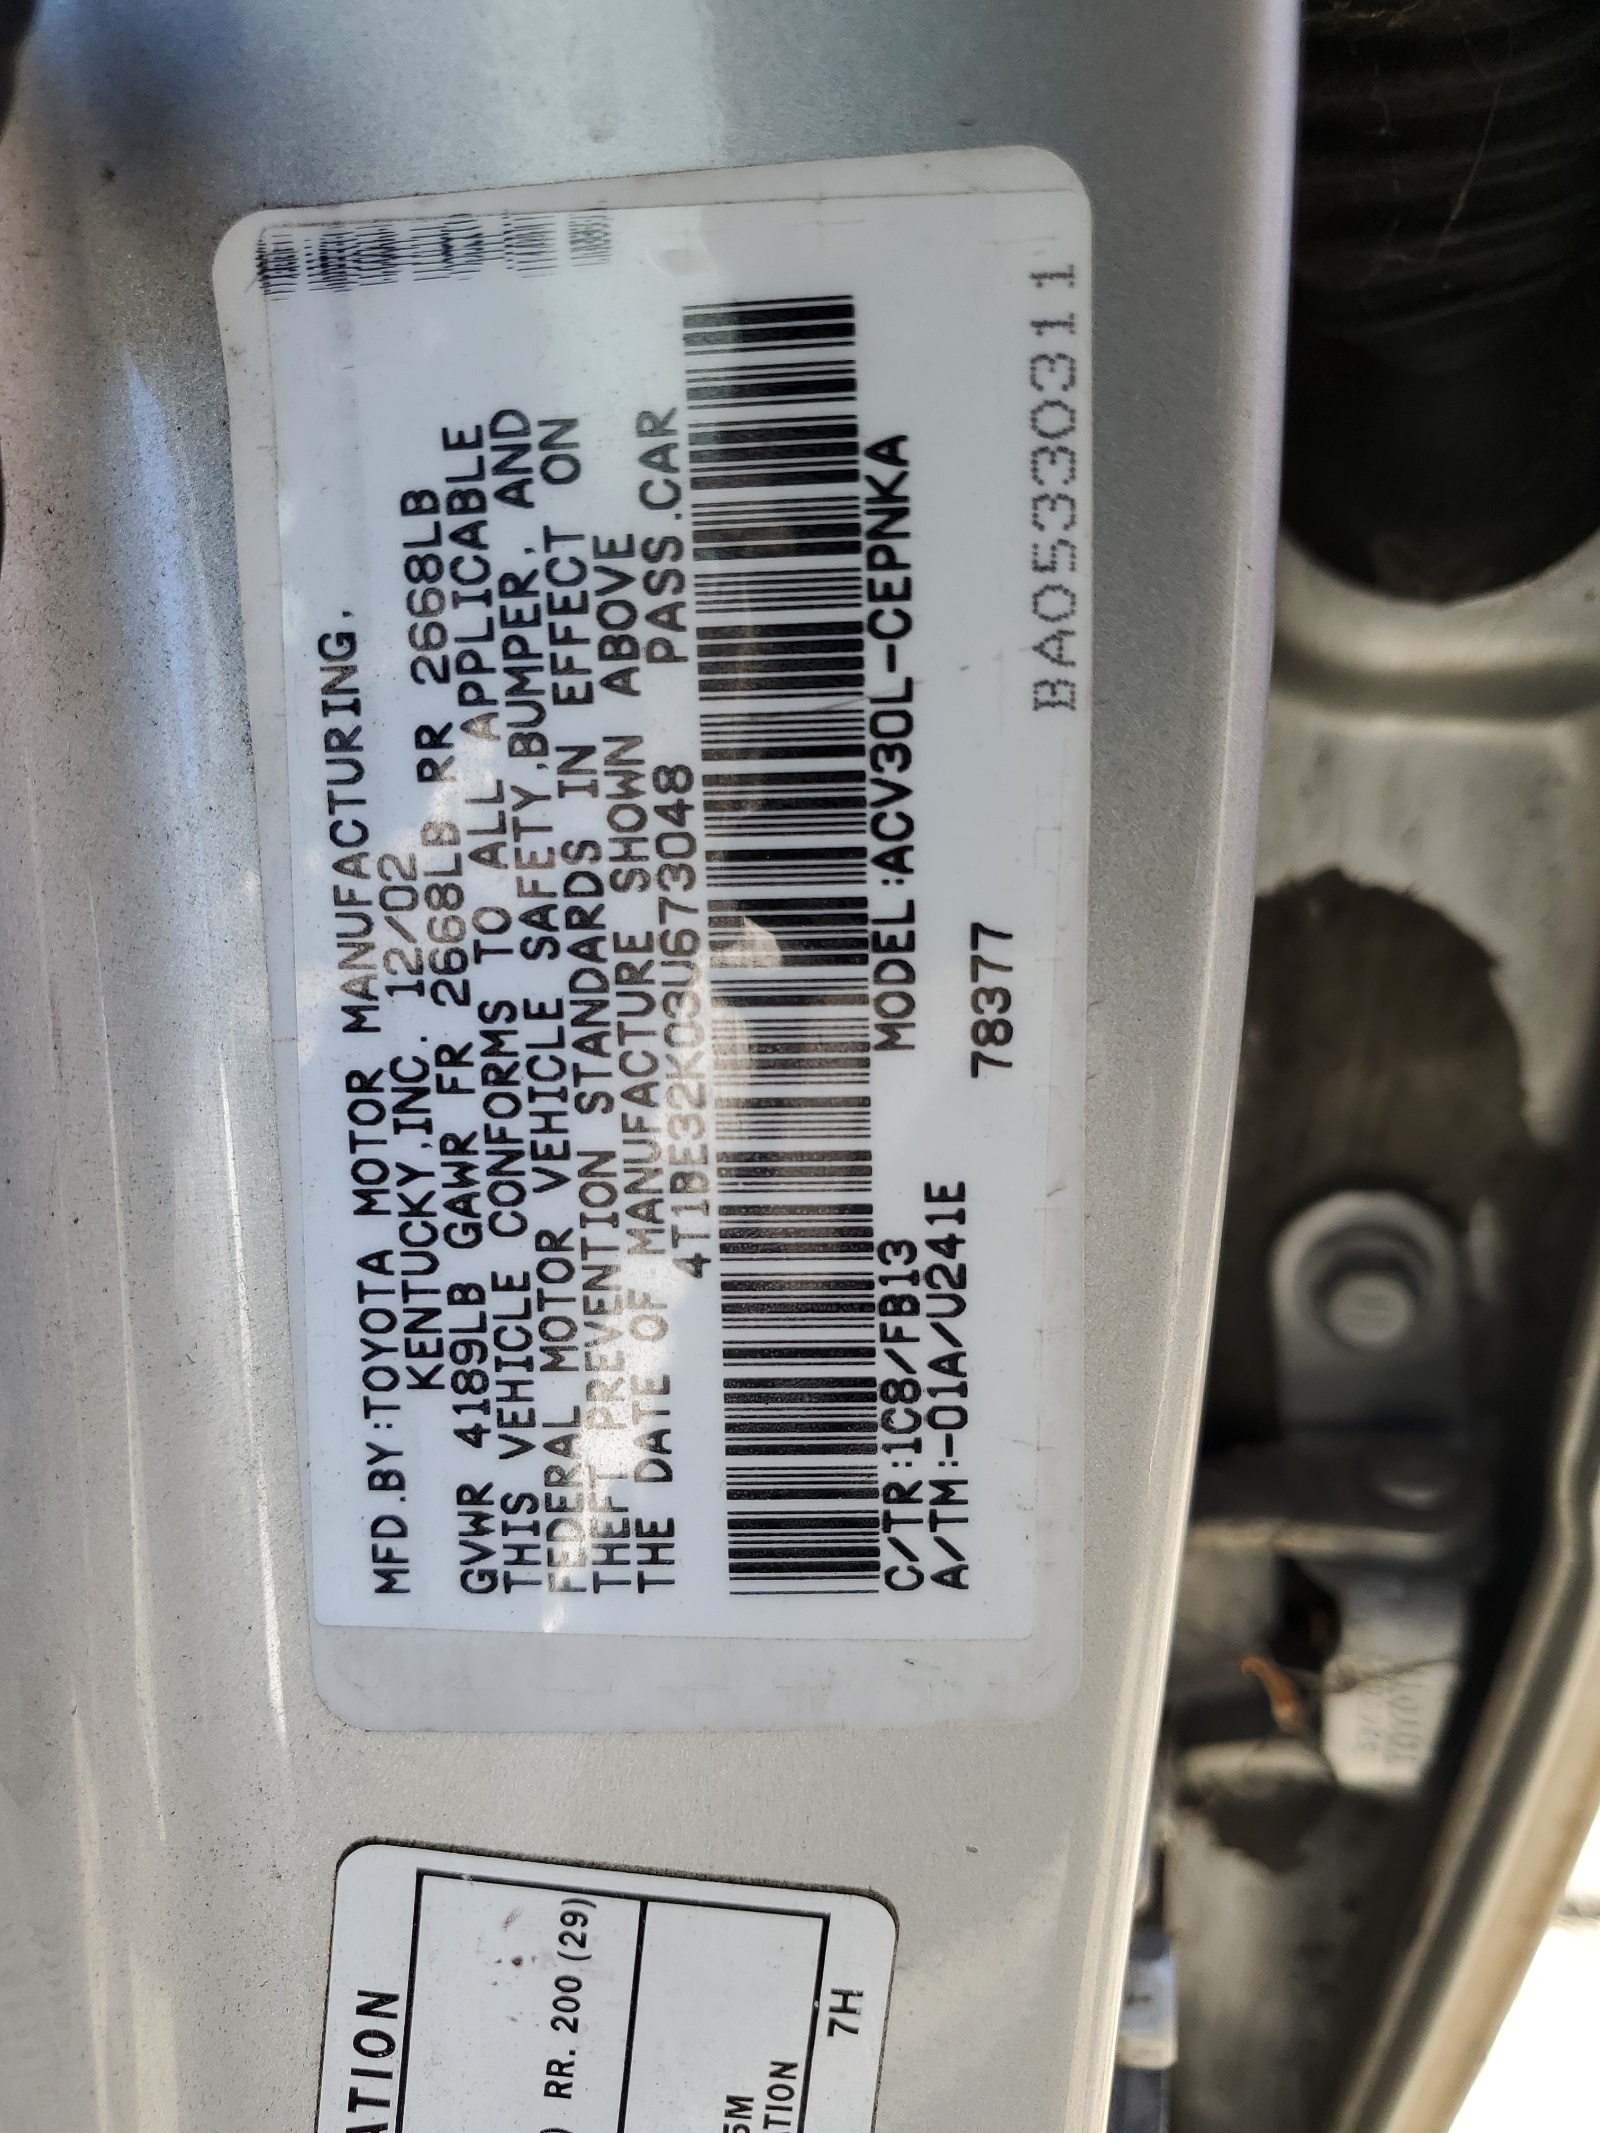 MFD.BY:TOYOTA MOTOR MANUFACTURING,
KENTUCKY,INC. 12/02
GVWR 4189LB GAWR FR 2668LB RR 2668LB
THIS VEHICLE CONFORMS TO ALL APPLICABLE
FEDERAL MOTOR VEHICLE SAFETY,BUMPER, AND
THEFT PREVENTION STANDARDS IN EFFECT ON
THE DATE OF MANUFACTURE SHOWN ABOVE
4T1BE32K03U673048 PASS.CAR
C/TR:1C8/FB13 MODEL:ACV30L-CEPNKA
A/TM:-01A/U241E
78377
BA05330311
ATION
RR. 200 (29)
5M
TION
7H